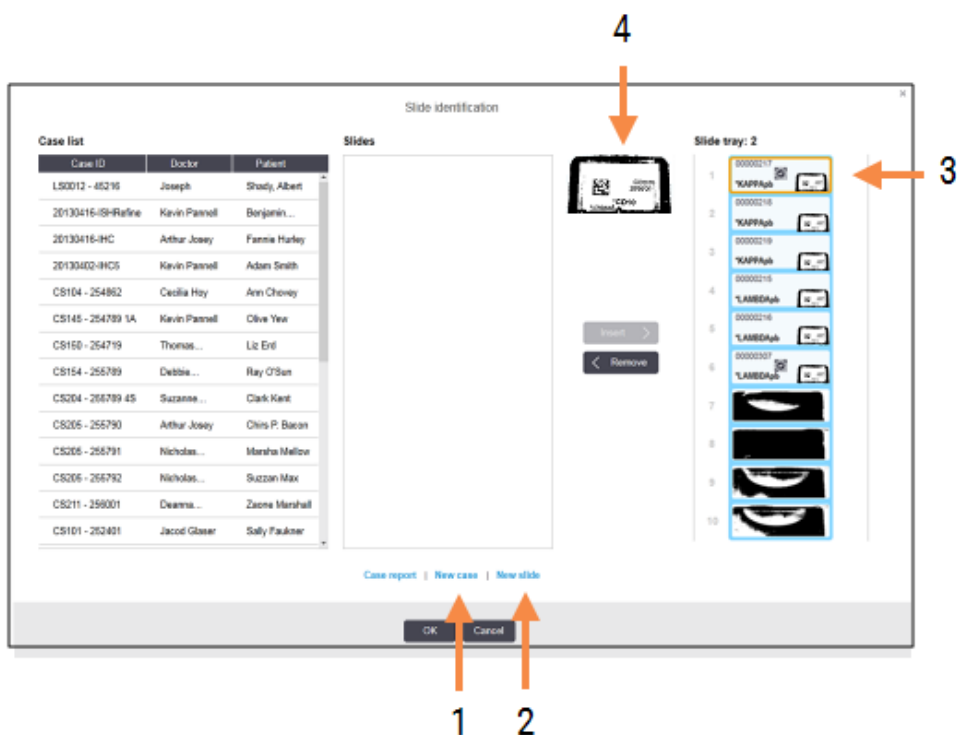 4
×
Slide identification
Case list
Slides
Slide tray: 2
Case ID Doctor Patient
LS0012 - 45216 Joseph Shady, Albert
20130416-ISHRefine Kevin Pannell Benjamin...
20130416-IHC Arthur Josey Fannie Hurley
20130402-IHCS Kevin Pannell Adam Smith
CS104 - 254862 Cecilia Hoy Ann Chovey
CS145 - 254789 1A Kevin Pannell Olive Yew
CS150 - 254719 Thomas... Liz Erd
CS154 - 255789 Debbie... Ray O'Sun
CS204 - 255789 4S Suzanne... Clark Kent
CS205 - 255790 Arthur Josey Chirs P. Bacon
CS205 - 255791 Nicholas... Marsha Mellow
CS205 - 255792 Nicholas... Suzzan Max
CS211 - 256001 Deanna... Zaone Marshall
CS101 - 252401 Jacod Glaser Sally Faulkner
*CD10
Insert >
< Remove
1
00000217
*KAPPApb
2
00000218
*KAPPApb
3
00000219
*KAPPApb
4
00000215
*LAMBDApb
5
00000216
*LAMBDApb
6
00000307
*LAMBDApb
7
8
9
10
3
Case report | New case | New slide
OK
Cancel
1
2